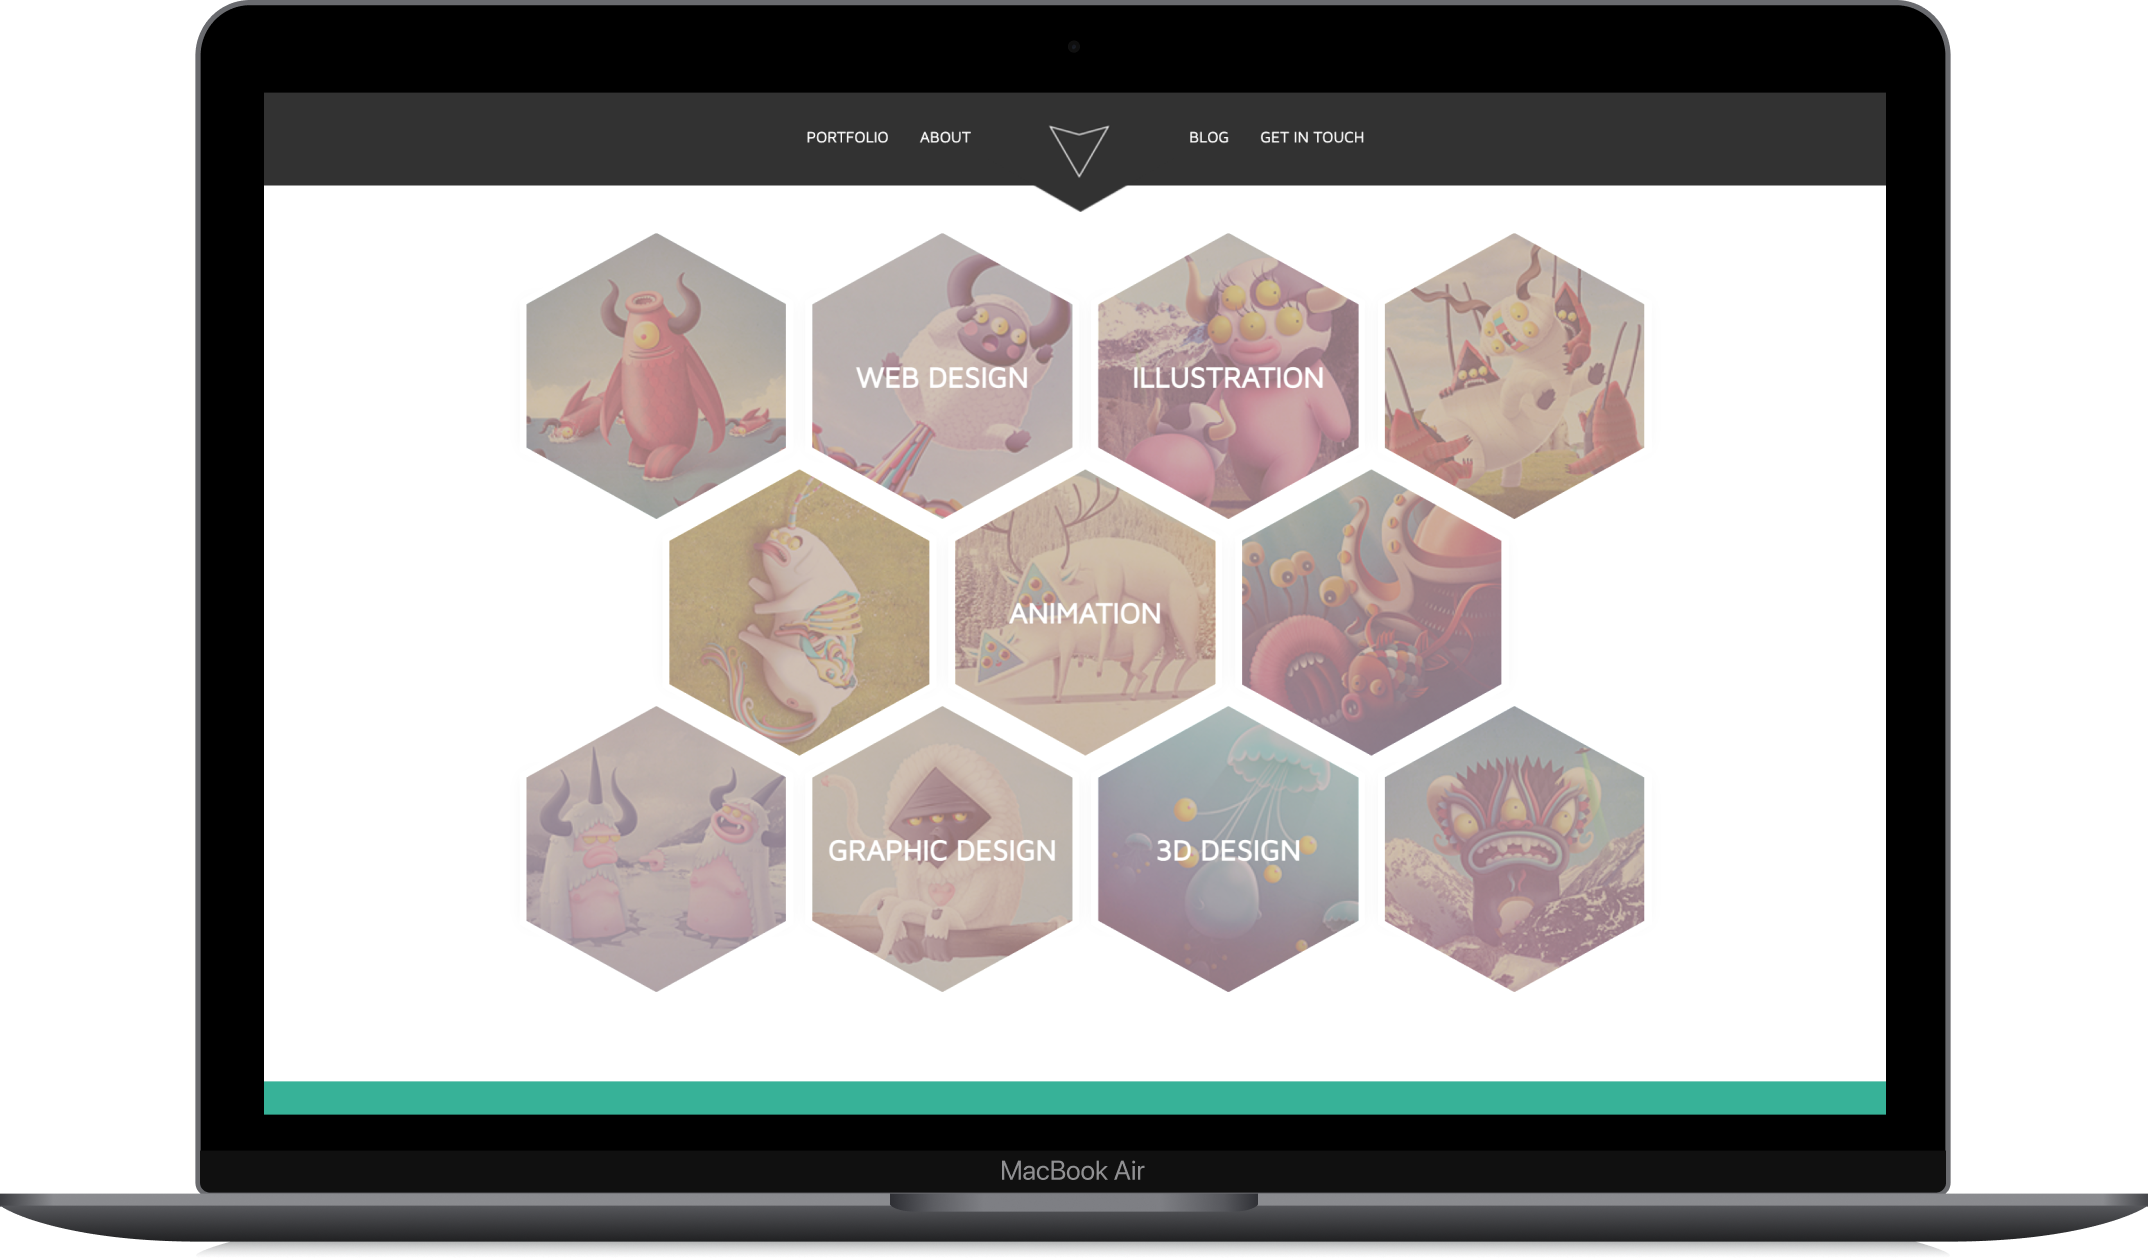 PORTFOLIO ABOUT BLOG GET IN TOUCH
WEB DESIGN ILLUSTRATION
ANIMATION
GRAPHIC DESIGN 3D DESIGN
MacBook Air